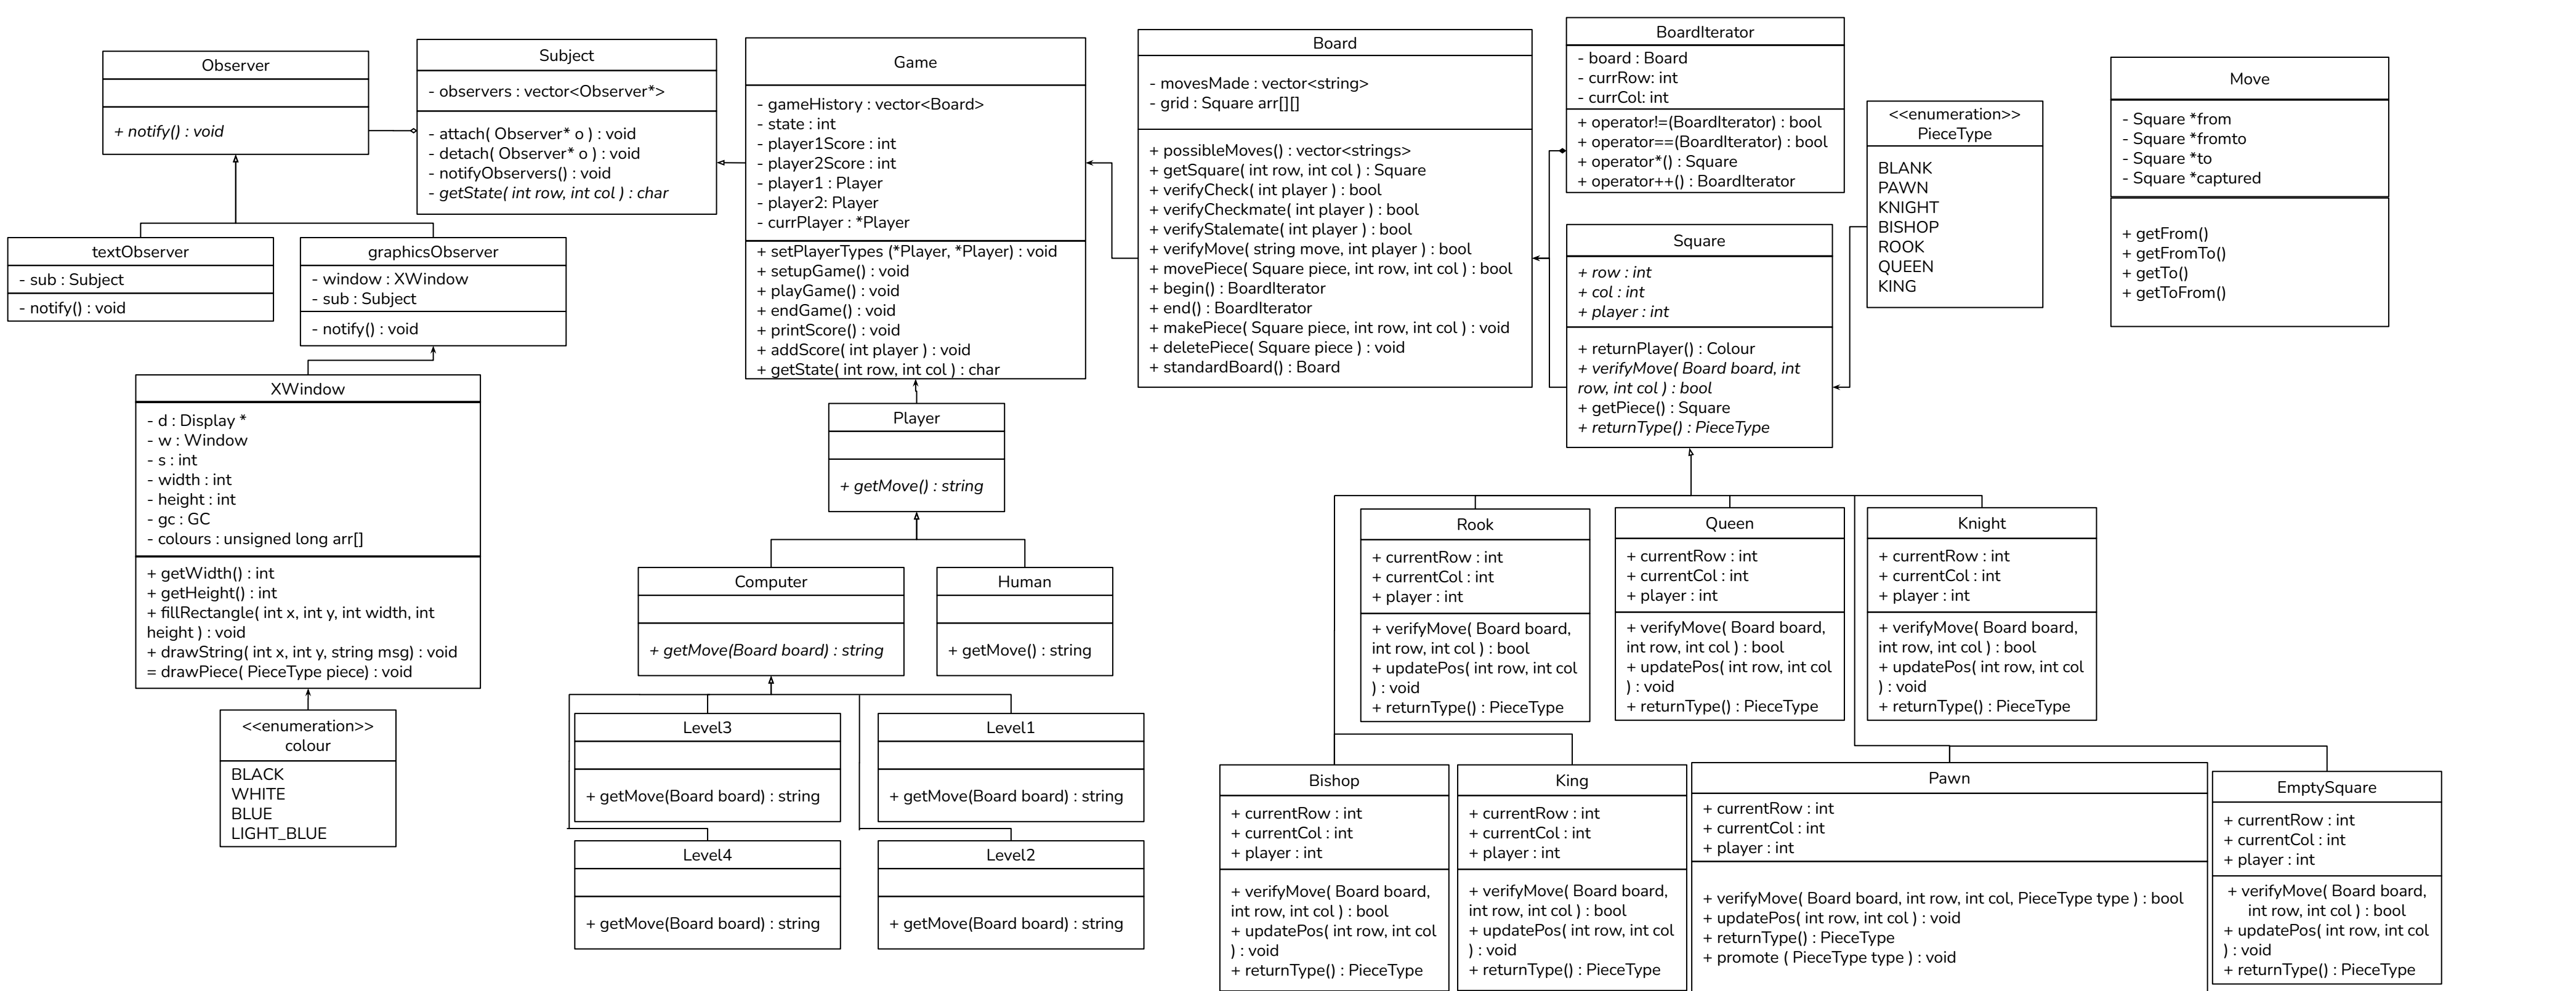 Observer
+ notify() : void
Subject
- observers : vector<Observer*>
- attach( Observer* o ) : void
- detach( Observer* o ) : void
- notifyObservers() : void
- getState( int row, int col ) : char
textObserver
- sub : Subject
- notify() : void
graphicsObserver
- window : XWindow
- sub : Subject
- notify() : void
XWindow
- d : Display *
- w : Window
- s : int
- width : int
- height : int
- gc : GC
- colours : unsigned long arr[]
+ getWidth() : int
+ getHeight() : int
+ fillRectangle( int x, int y, int width, int
height ) : void
+ drawString( int x, int y, string msg) : void
= drawPiece( PieceType piece) : void
<<enumeration>>
colour
BLACK
WHITE
BLUE
LIGHT_BLUE
Game
- gameHistory : vector<Board>
- state : int
- player1Score : int
- player2Score : int
- player1 : Player
- player2: Player
- currPlayer : *Player
+ setPlayerTypes (*Player, *Player) : void
+ setupGame() : void
+ playGame() : void
+ endGame() : void
+ printScore() : void
+ addScore( int player ) : void
+ getState( int row, int col ) : char
Player
+ getMove() : string
Computer
+ getMove(Board board) : string
Human
+ getMove() : string
Level3
+ getMove(Board board) : string
Level1
+ getMove(Board board) : string
Level4
+ getMove(Board board) : string
Level2
+ getMove(Board board) : string
Board
- movesMade : vector<string>
- grid : Square arr[][]
+ possibleMoves() : vector<strings>
+ getSquare( int row, int col ) : Square
+ verifyCheck( int player ) : bool
+ verifyCheckmate( int player ) : bool
+ verifyStalemate( int player ) : bool
+ verifyMove( string move, int player ) : bool
+ movePiece( Square piece, int row, int col ) : bool
+ begin() : BoardIterator
+ end() : BoardIterator
+ makePiece( Square piece, int row, int col ) : void
+ deletePiece( Square piece ) : void
+ standardBoard() : Board
BoardIterator
- board : Board
- currRow: int
- currCol: int
+ operator!=(BoardIterator) : bool
+ operator==(BoardIterator) : bool
+ operator*() : Square
+ operator++() : BoardIterator
Square
+ row : int
+ col : int
+ player : int
+ returnPlayer() : Colour
+ verifyMove( Board board, int
row, int col ) : bool
+ getPiece() : Square
+ returnType() : PieceType
<<enumeration>>
PieceType
BLANK
PAWN
KNIGHT
BISHOP
ROOK
QUEEN
KING
Move
- Square *from
- Square *fromto
- Square *to
- Square *captured
+ getFrom()
+ getFromTo()
+ getTo()
+ getToFrom()
Rook
+ currentRow : int
+ currentCol : int
+ player : int
+ verifyMove( Board board,
int row, int col ) : bool
+ updatePos( int row, int col
) : void
+ returnType() : PieceType
Queen
+ currentRow : int
+ currentCol : int
+ player : int
+ verifyMove( Board board,
int row, int col ) : bool
+ updatePos( int row, int col
) : void
+ returnType() : PieceType
Knight
+ currentRow : int
+ currentCol : int
+ player : int
+ verifyMove( Board board,
int row, int col ) : bool
+ updatePos( int row, int col
) : void
+ returnType() : PieceType
Bishop
+ currentRow : int
+ currentCol : int
+ player : int
+ verifyMove( Board board,
int row, int col ) : bool
+ updatePos( int row, int col
) : void
+ returnType() : PieceType
King
+ currentRow : int
+ currentCol : int
+ player : int
+ verifyMove( Board board,
int row, int col ) : bool
+ updatePos( int row, int col
) : void
+ returnType() : PieceType
Pawn
+ currentRow : int
+ currentCol : int
+ player : int
+ verifyMove( Board board, int row, int col, PieceType type ) : bool
+ updatePos( int row, int col ) : void
+ returnType() : PieceType
+ promote ( PieceType type ) : void
EmptySquare
+ currentRow : int
+ currentCol : int
+ player : int
+ verifyMove( Board board,
int row, int col ) : bool
+ updatePos( int row, int col
) : void
+ returnType() : PieceType